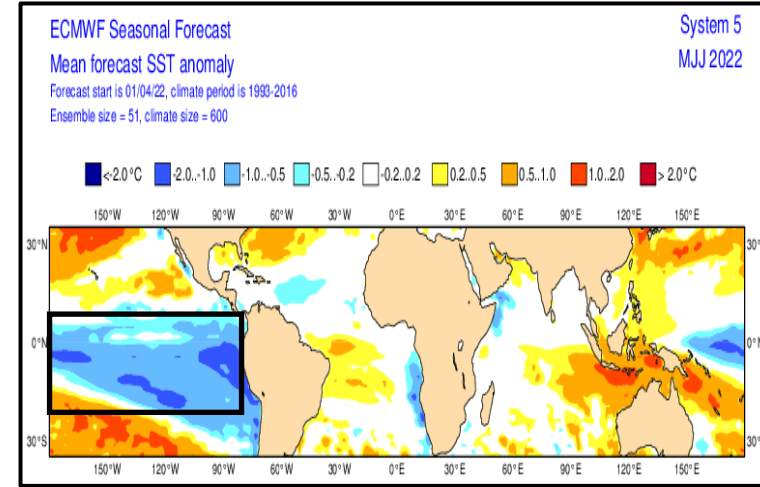 ECMWF Seasonal Forecast
System 5
Mean forecast SST anomaly
MJJ 2022
Forecast start is 01/04/22, climate period is 1993-2016
Ensemble size = 51, climate size = 600
<-2.0°C -2.0..-1.0 -1.0..-0.5 -0.5..-0.2 -0.2..0.2 0.2..0.5 0.5..1.0 1.0..2.0 > 2.0°C
150°W 120°W 90°W 60°W 30°W 0°E 30°E 60°E 90°E 120°E 150°E
30°N 30°
0°N 0°N
30°S 30°
150°W 120°W 90°W 60°W 30°W 0°E 30°E 60°E 90°E 120°E 150°E